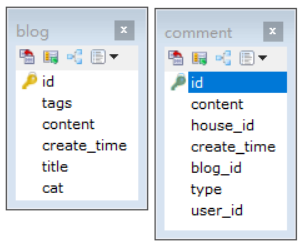 blog
id
tags
content
create_time
title
cat
comment
id
content
house_id
create_time
blog_id
type
user_id